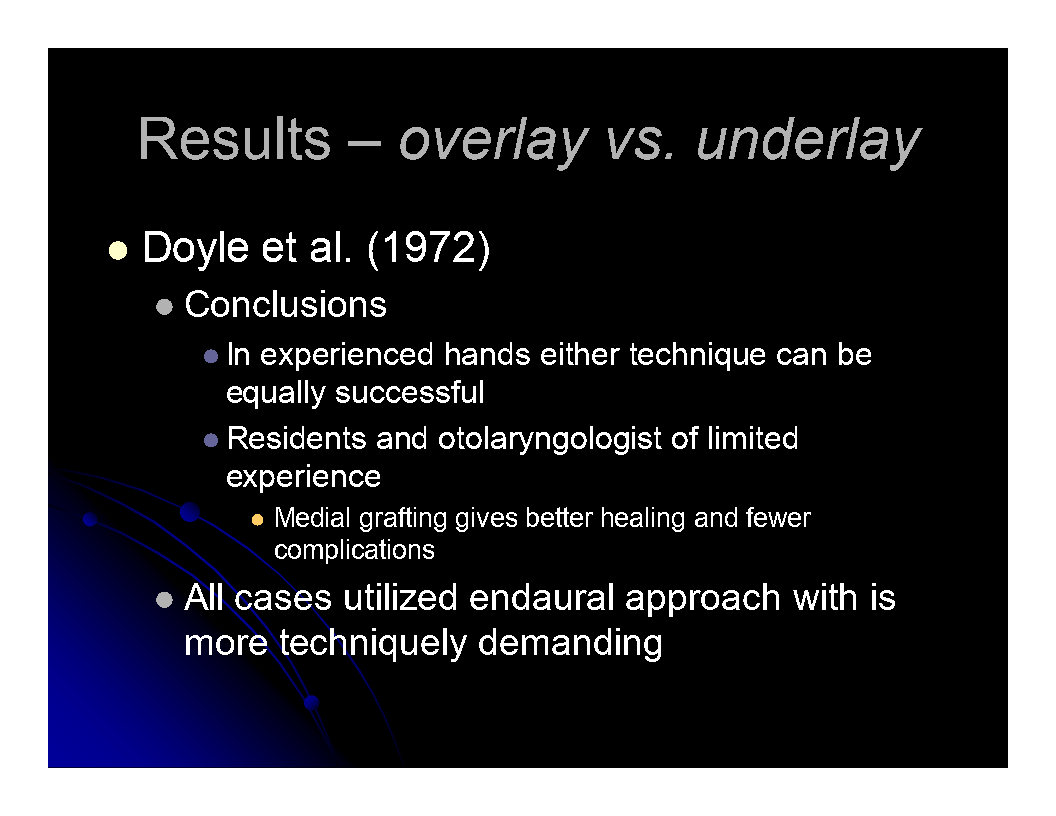 Results – overlay vs. underlay
Doyle et al. (1972)
Conclusions
In experienced hands either technique can be
equally successful
Residents and otolaryngologist of limited
experience
Medial grafting gives better healing and fewer
complications
All cases utilized endaural approach with is
more techniquely demanding